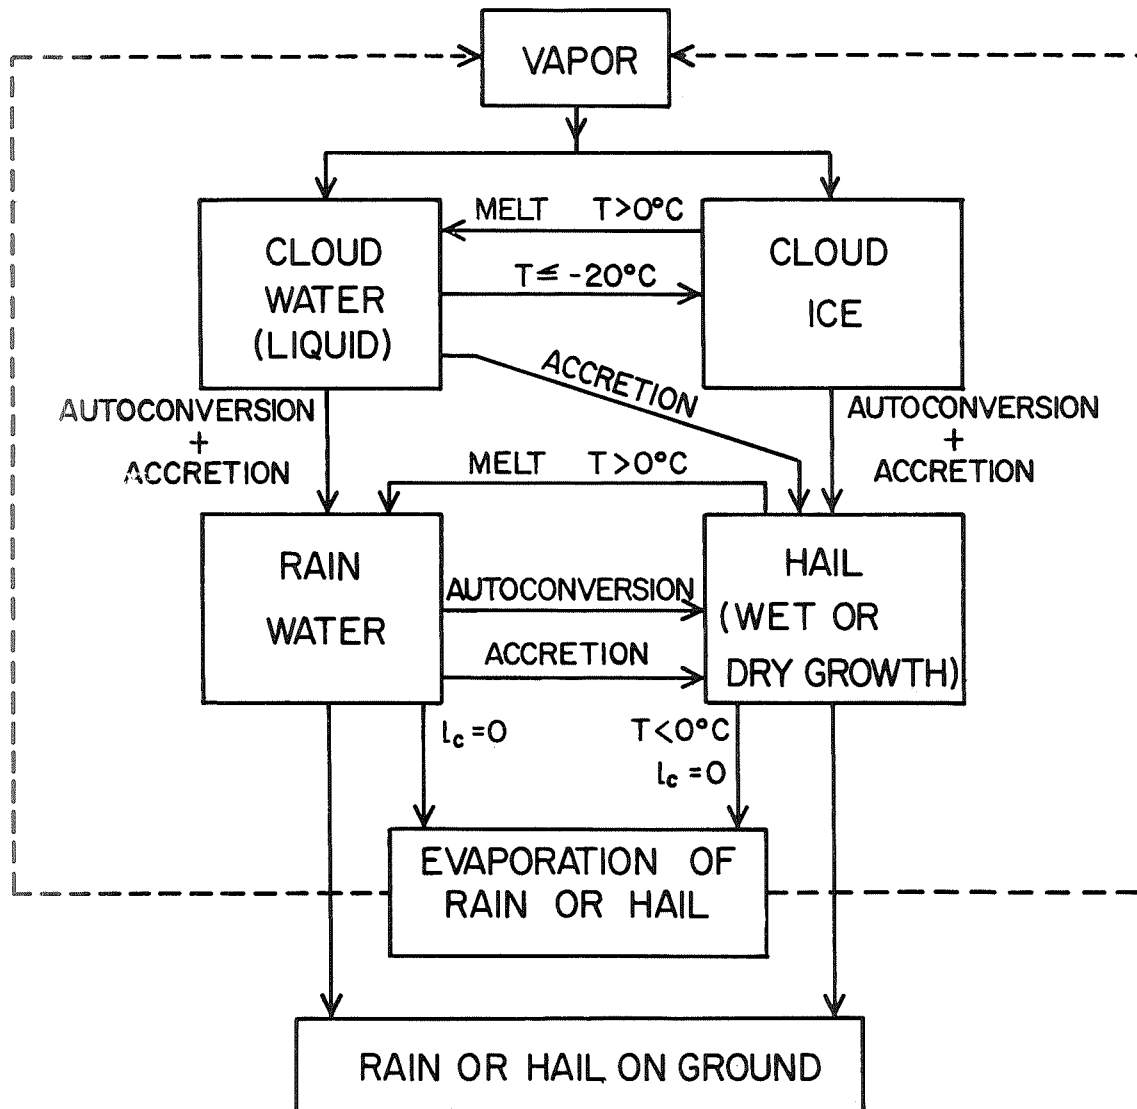 VAPOR
MELT T>0°C
CLOUD
WATER
(LIQUID)
CLOUD
ICE
T≦ -20°C
ACCRETION
AUTOCONVERSION
+
ACCRETION
AUTOCONVERSION
+
ACCRETION
MELT T>0°C
RAIN
WATER
HAIL
(WET OR
DRY GROWTH)
AUTOCONVERSION
ACCRETION
lc=0
T<0°C
lc=0
EVAPORATION OF
RAIN OR HAIL
RAIN OR HAIL ON GROUND